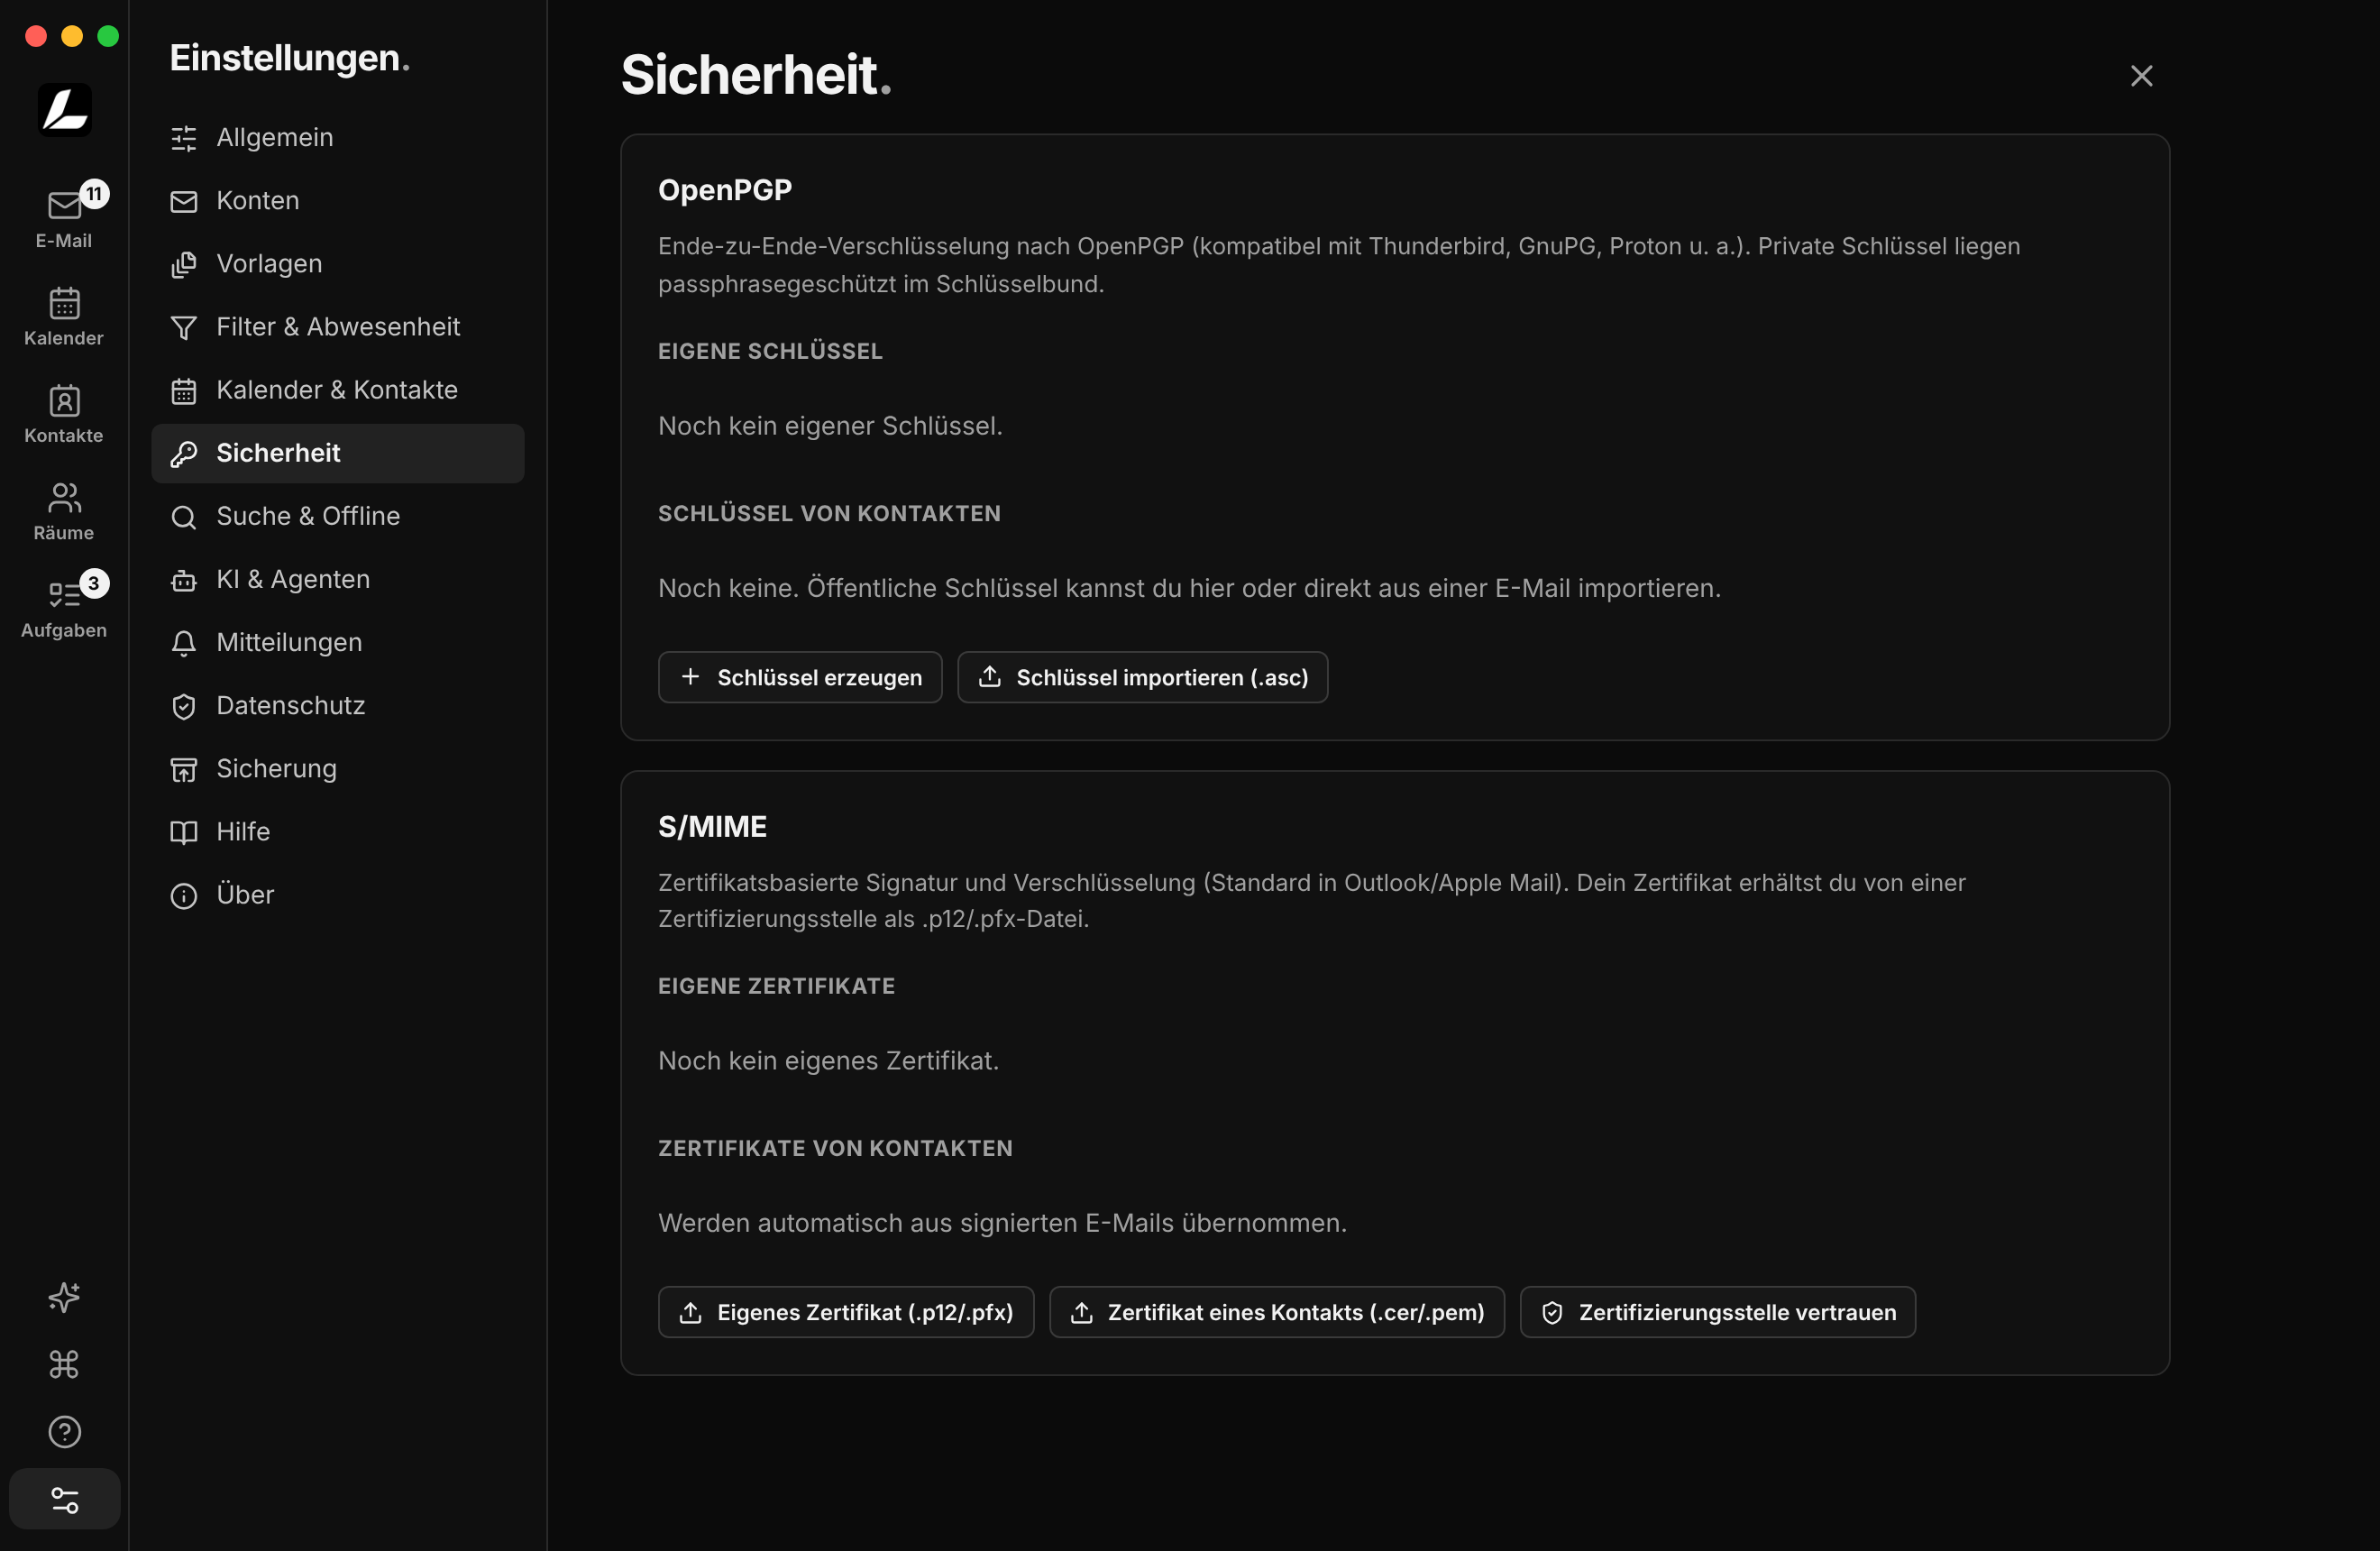 11
E-Mail
Kalender
Kontakte
Räume
3
Aufgaben
Einstellungen.
Allgemein
Konten
Vorlagen
Filter & Abwesenheit
Kalender & Kontakte
Sicherheit
Suche & Offline
KI & Agenten
Mitteilungen
Datenschutz
Sicherung
Hilfe
Über
Sicherheit.
OpenPGP
Ende-zu-Ende-Verschlüsselung nach OpenPGP (kompatibel mit Thunderbird, GnuPG, Proton u. a.). Private Schlüssel liegen
passphrasegeschützt im Schlüsselbund.
EIGENE SCHLÜSSEL
Noch kein eigener Schlüssel.
SCHLÜSSEL VON KONTAKTEN
Noch keine. Öffentliche Schlüssel kannst du hier oder direkt aus einer E-Mail importieren.
Schlüssel erzeugen
Schlüssel importieren (.asc)
S/MIME
Zertifikatsbasierte Signatur und Verschlüsselung (Standard in Outlook/Apple Mail). Dein Zertifikat erhältst du von einer
Zertifizierungsstelle als .p12/.pfx-Datei.
EIGENE ZERTIFIKATE
Noch kein eigenes Zertifikat.
ZERTIFIKATE VON KONTAKTEN
Werden automatisch aus signierten E-Mails übernommen.
Eigenes Zertifikat (.p12/.pfx)
Zertifikat eines Kontakts (.cer/.pem)
Zertifizierungsstelle vertrauen